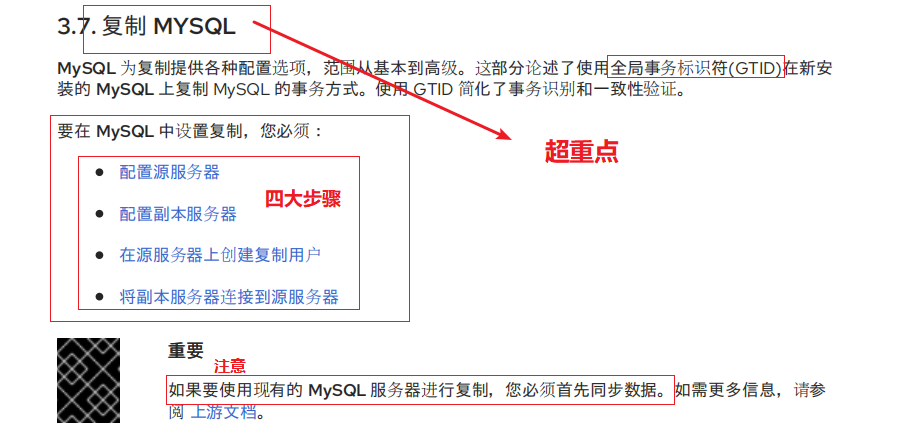 3.7. 复制 MYSQL
MySQL 为复制提供各种配置选项，范围从基本到高级。这部分论述了使用全局事务标识符(GTID)在新安
装的 MySQL 上复制 MySQL 的事务方式。使用 GTID 简化了事务识别和一致性验证。
超重点
要在 MySQL 中设置复制，您必须：
配置源服务器
四大步骤
配置副本服务器
在源服务器上创建复制用户
将副本服务器连接到源服务器
重要
注意
如果要使用现有的 MySQL 服务器进行复制，您必须首先同步数据。如需更多信息，请参
阅 上游文档。